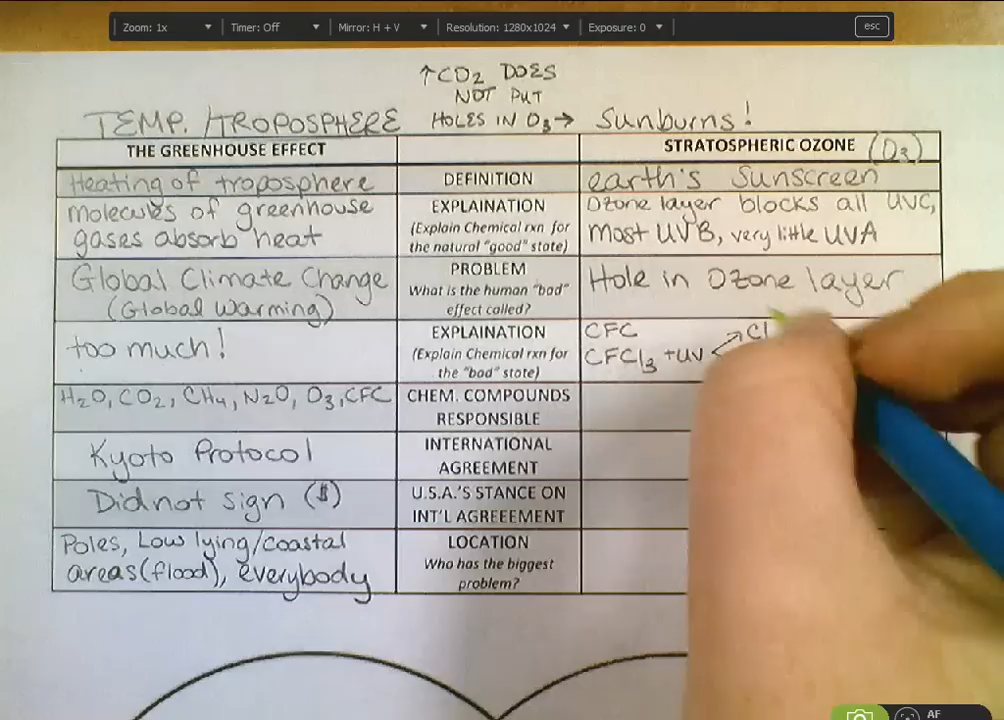 Zoom: 1x Timer: Off Mirror: H + V Resolution: 1280x1024 Exposure: 0 esc
↑CO2 DOES
NOT PUT
TEMP. /TROPOSPHERE HOLES IN O3→ Sunburns!
THE GREENHOUSE EFFECT STRATOSPHERIC OZONE (O3)
Heating of troposphere DEFINITION earth's Sunscreen
molecules of greenhouse EXPLAINATION Ozone layer blocks all UVC,
gases absorb heat (Explain Chemical rxn for most UVB, very little UVA
the natural "good" state)
Global Climate Change PROBLEM Hole in Ozone layer
(Global Warming) What is the human "bad"
effect called?
too much! EXPLAINATION CFC Cl
(Explain Chemical rxn for CFCl3 +UV
the "bad" state)
H2O, CO2, CH4, N2O, O3, CFC CHEM. COMPOUNDS
RESPONSIBLE
Kyoto Protocol INTERNATIONAL
AGREEMENT
Did not sign ($) U.S.A.'S STANCE ON
INT'L AGREEEMENT
Poles, Low lying/coastal LOCATION
areas(flood), everybody Who has the biggest
problem?
AF